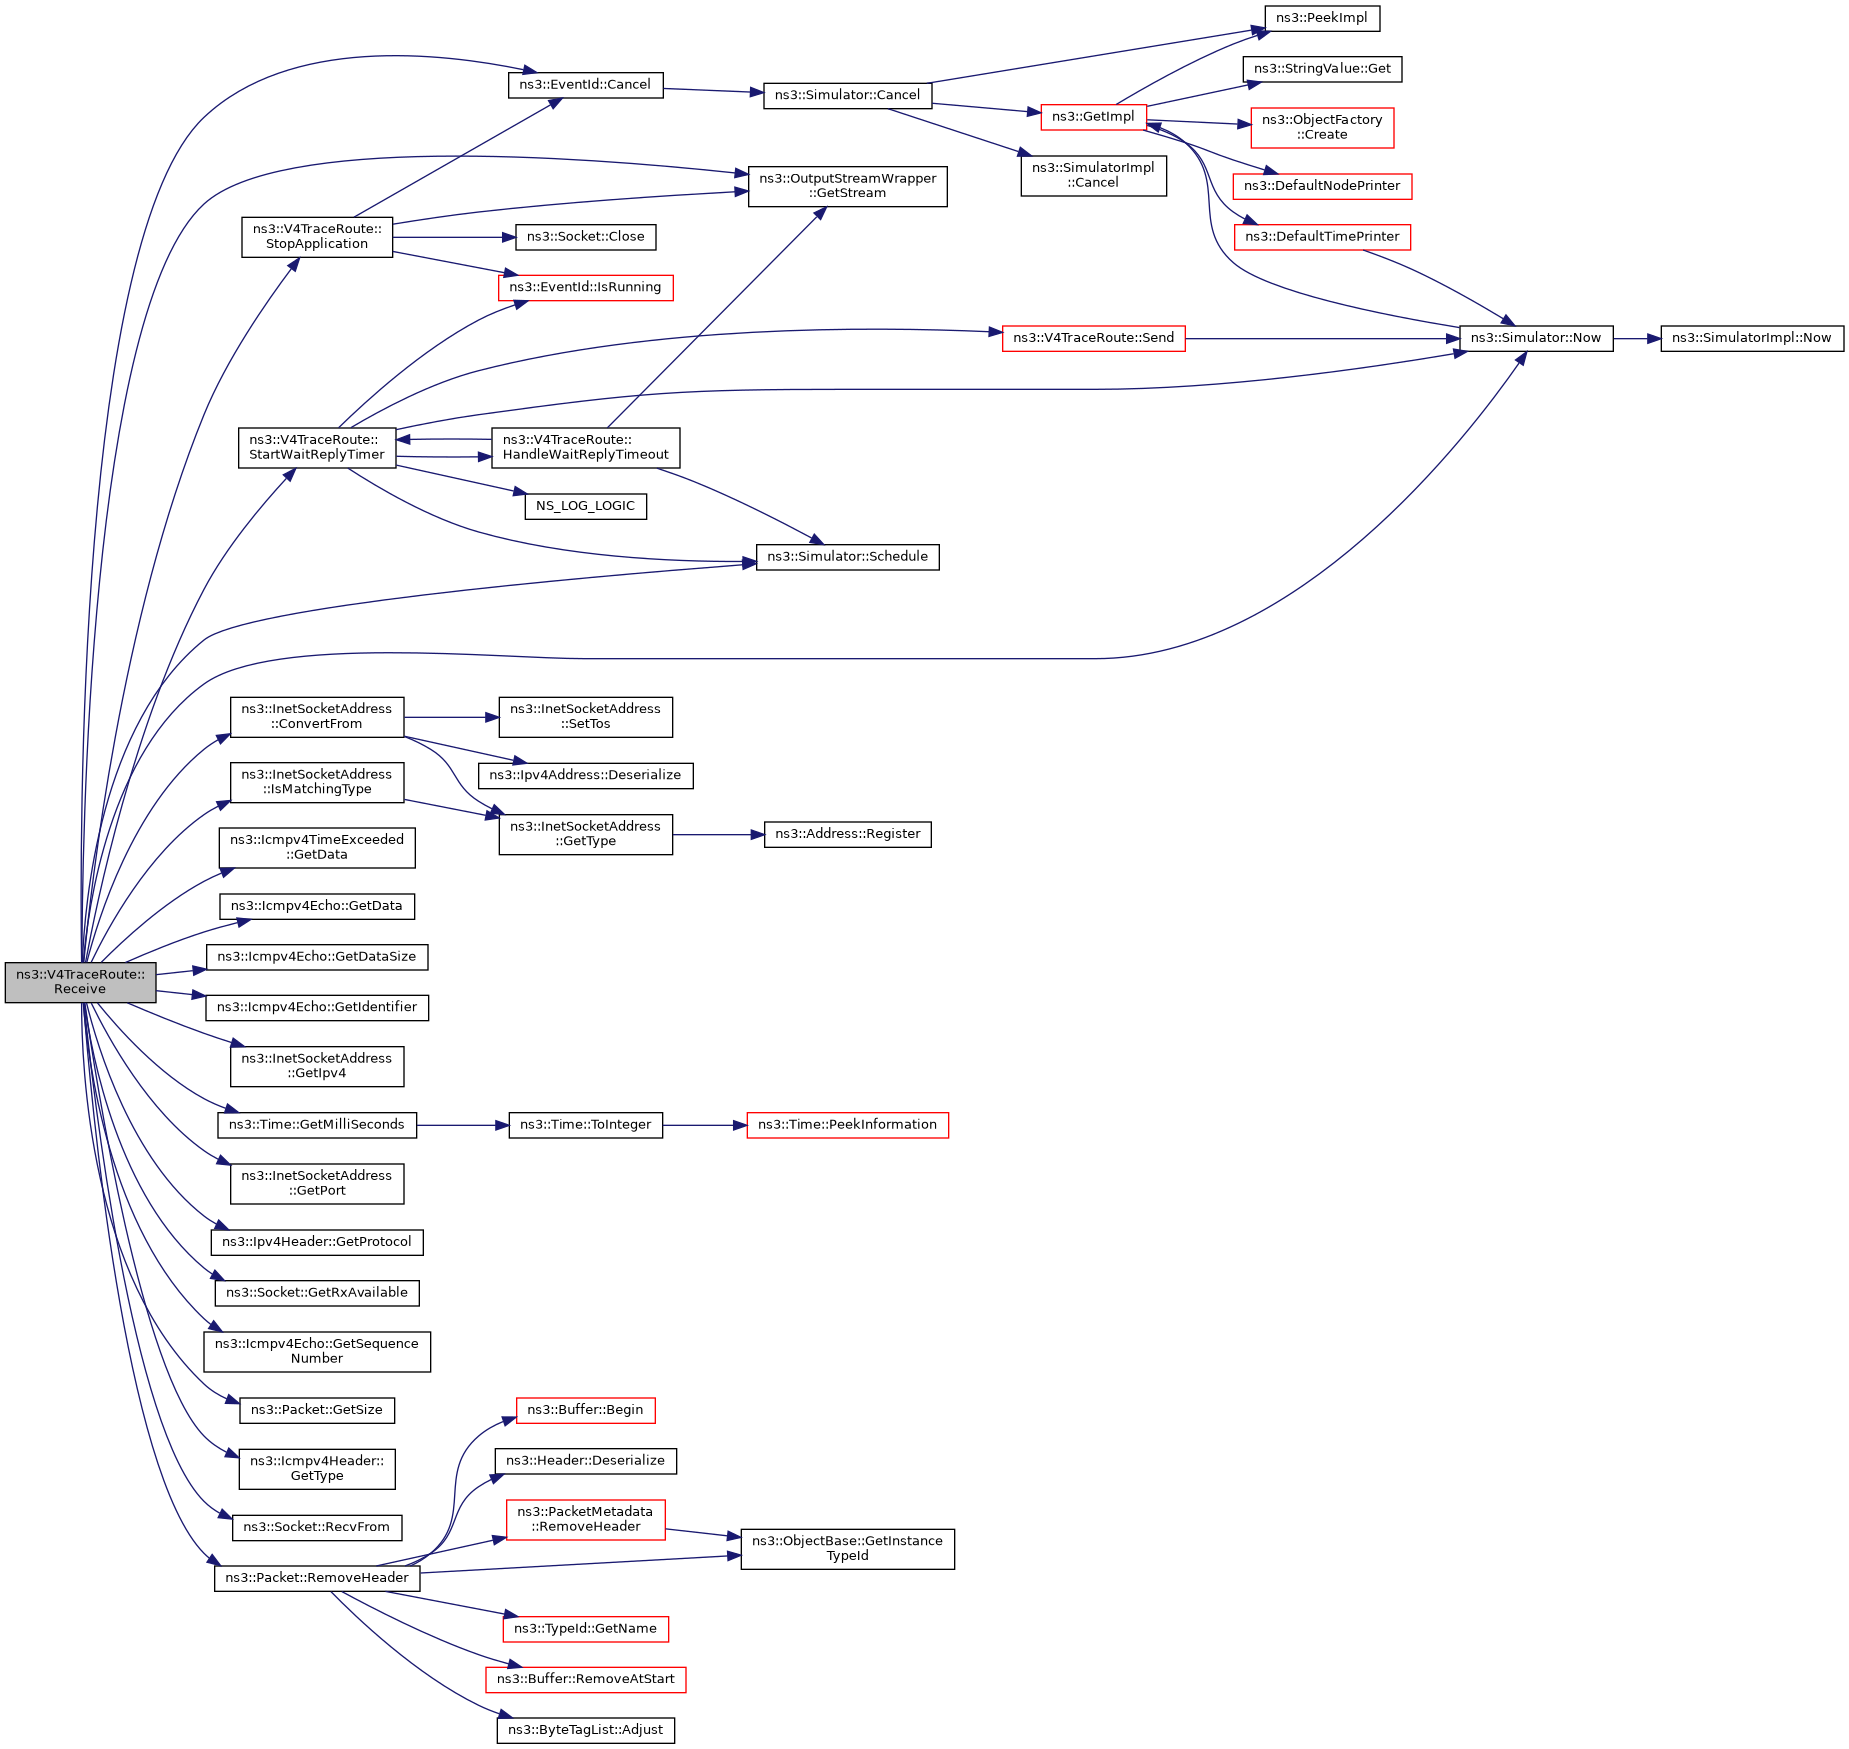 ns3::PeekImpl
ns3::StringValue::Get
ns3::EventId::Cancel
ns3::Simulator::Cancel
ns3::GetImpl
ns3::ObjectFactory
::Create
ns3::SimulatorImpl
::Cancel
ns3::DefaultNodePrinter
ns3::OutputStreamWrapper
::GetStream
ns3::V4TraceRoute::
StopApplication
ns3::Socket::Close
ns3::DefaultTimePrinter
ns3::EventId::IsRunning
ns3::V4TraceRoute::Send
ns3::Simulator::Now
ns3::SimulatorImpl::Now
ns3::V4TraceRoute::
StartWaitReplyTimer
ns3::V4TraceRoute::
HandleWaitReplyTimeout
NS_LOG_LOGIC
ns3::Simulator::Schedule
ns3::InetSocketAddress
::ConvertFrom
ns3::InetSocketAddress
::SetTos
ns3::InetSocketAddress
::IsMatchingType
ns3::Ipv4Address::Deserialize
ns3::InetSocketAddress
::GetType
ns3::Address::Register
ns3::Icmpv4TimeExceeded
::GetData
ns3::Icmpv4Echo::GetData
ns3::Icmpv4Echo::GetDataSize
ns3::V4TraceRoute::
Receive
ns3::Icmpv4Echo::GetIdentifier
ns3::InetSocketAddress
::GetIpv4
ns3::Time::GetMilliSeconds
ns3::Time::ToInteger
ns3::Time::PeekInformation
ns3::InetSocketAddress
::GetPort
ns3::Ipv4Header::GetProtocol
ns3::Socket::GetRxAvailable
ns3::Icmpv4Echo::GetSequence
Number
ns3::Packet::GetSize
ns3::Buffer::Begin
ns3::Icmpv4Header::
GetType
ns3::Header::Deserialize
ns3::Socket::RecvFrom
ns3::PacketMetadata
::RemoveHeader
ns3::ObjectBase::GetInstance
TypeId
ns3::Packet::RemoveHeader
ns3::TypeId::GetName
ns3::Buffer::RemoveAtStart
ns3::ByteTagList::Adjust